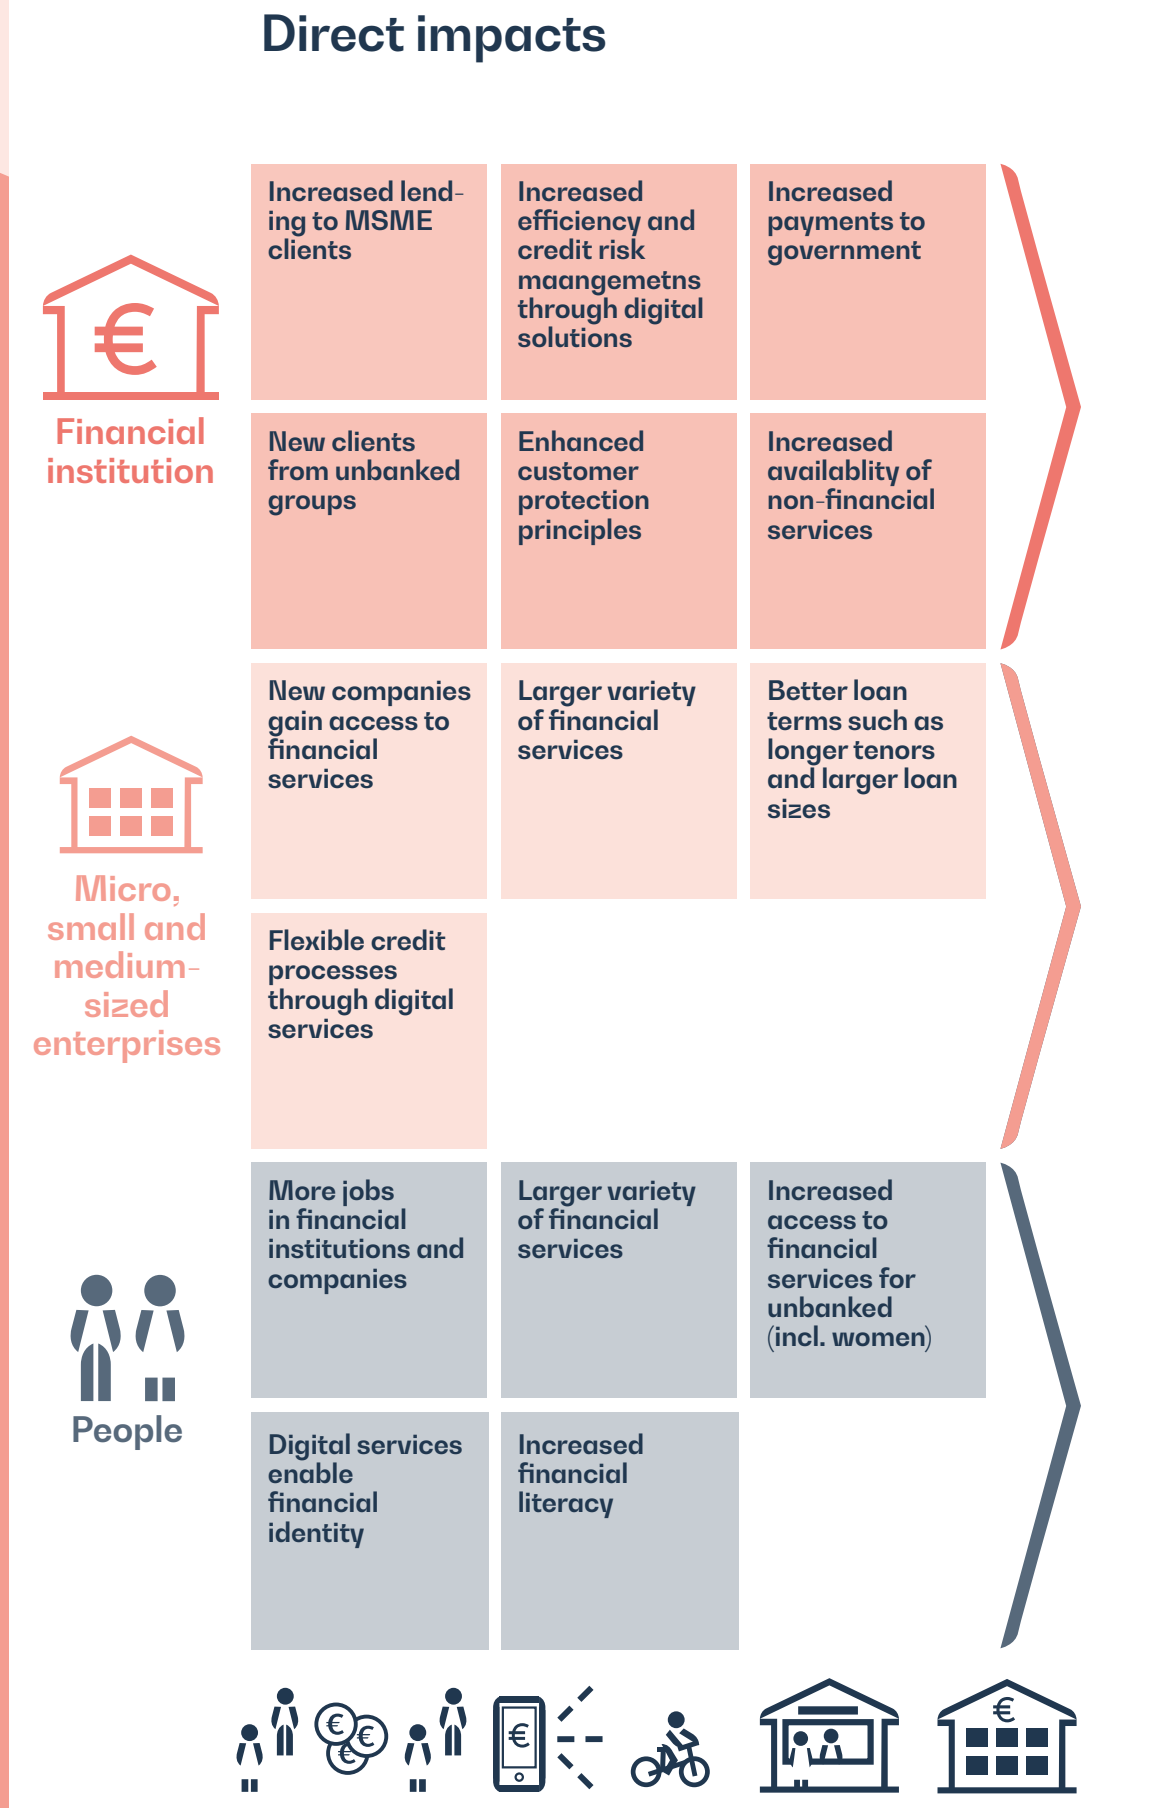 Direct impacts
Financial
institution
Increased lend-
ing to MSME
clients
Increased
efficiency and
credit risk
maangemetns
through digital
solutions
Increased
payments to
government
New clients
from unbanked
groups
Enhanced
customer
protection
principles
Increased
availablity of
non-financial
services
Micro,
small and
medium-
sized
enterprises
New companies
gain access to
financial
services
Larger variety
of financial
services
Better loan
terms such as
longer tenors
and larger loan
sizes
Flexible credit
processes
through digital
services
People
More jobs
in financial
institutions and
companies
Larger variety
of financial
services
Increased
access to
financial
services for
unbanked
(incl. women)
Digital services
enable
financial
identity
Increased
financial
literacy